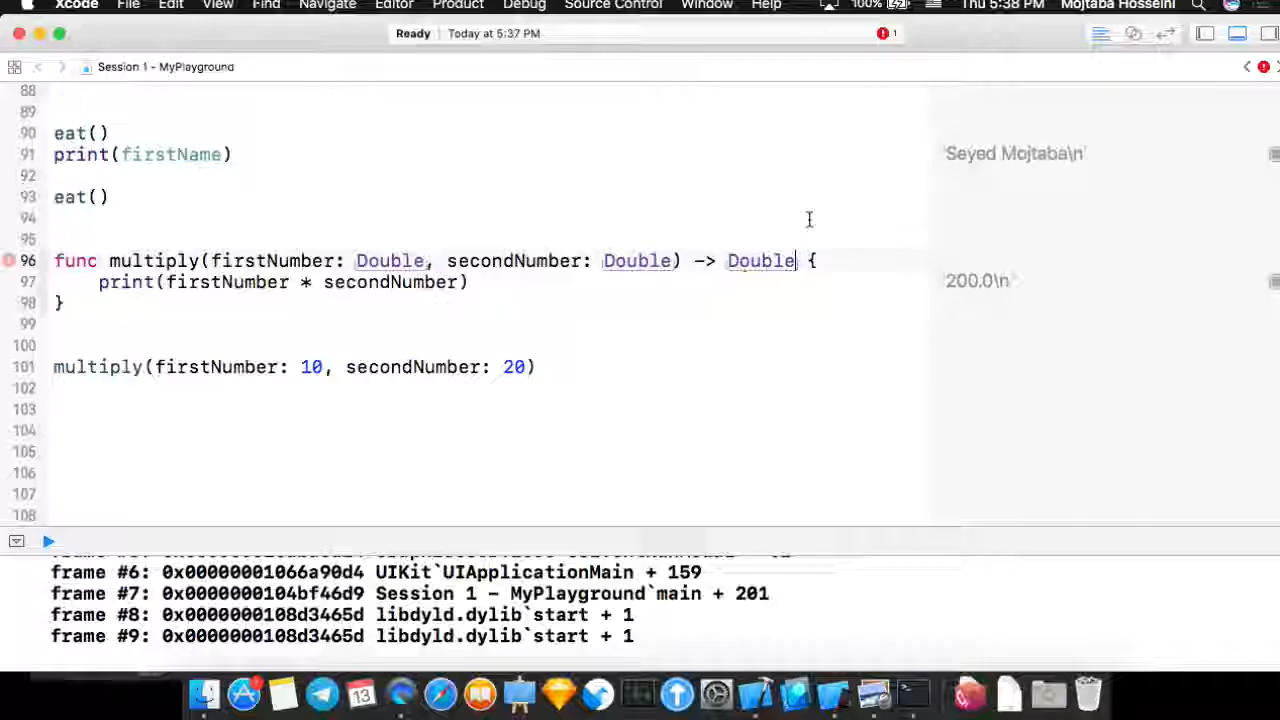 Xcode File Edit View Find Navigate Editor Product Debug Source Control Window Help 100% Thu 5:38 PM Mojtaba Hosseini
Ready Today at 5:37 PM 1
Session 1 - MyPlayground
88
89
90 eat()
91 print(firstName) "Seyed Mojtaba\n"
92
93 eat()
94
95
96 func multiply(firstNumber: Double, secondNumber: Double) -> Double {
97 print(firstNumber * secondNumber) "200.0\n"
98 }
99
100
101 multiply(firstNumber: 10, secondNumber: 20)
102
103
104
105
106
107
108
frame #6: 0x00000001066a90d4 UIKit`UIApplicationMain + 159
frame #7: 0x0000000104bf46d9 Session 1 - MyPlayground`main + 201
frame #8: 0x0000000108d3465d libdyld.dylib`start + 1
frame #9: 0x0000000108d3465d libdyld.dylib`start + 1
13